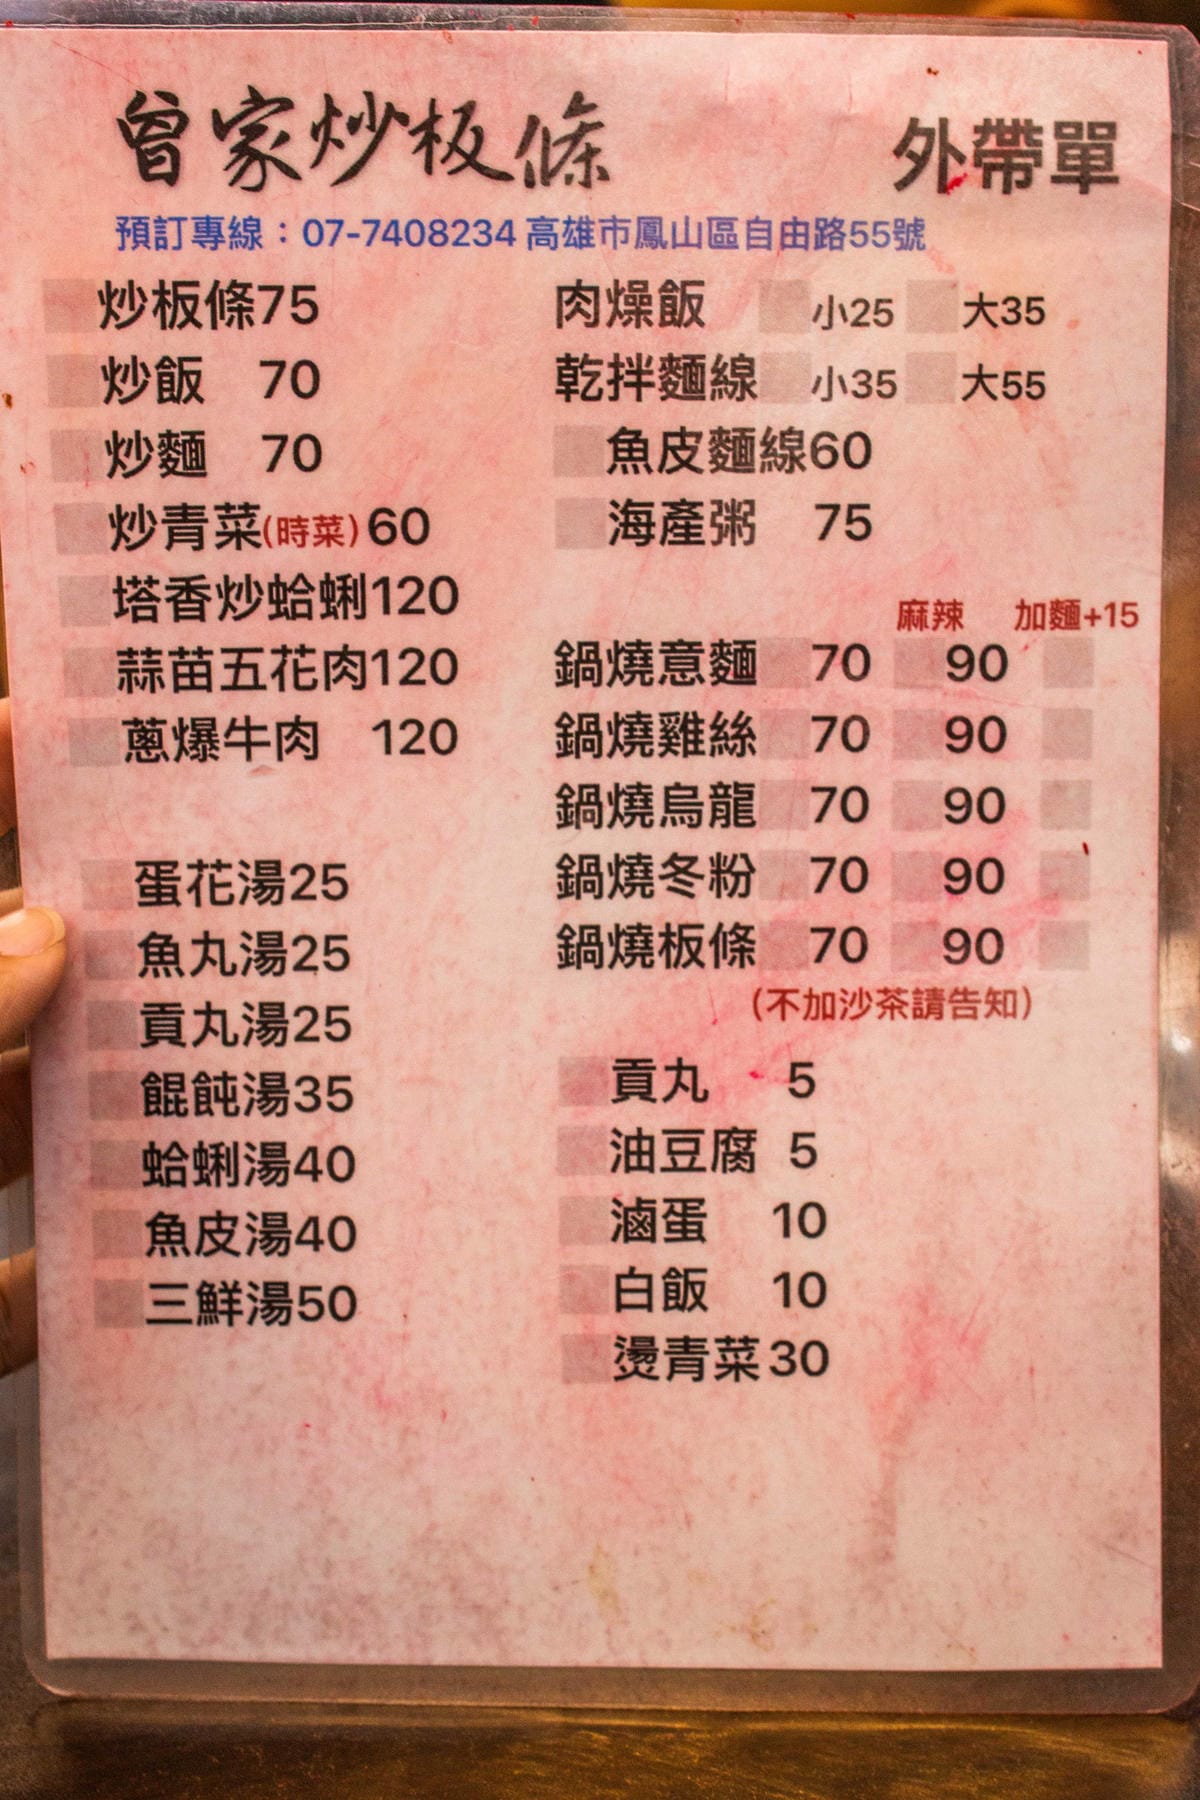 曾家炒板條
外帶單
預訂專線：07-7408234 高雄市鳳山區自由路55號
炒板條75
炒飯 70
炒麵 70
炒青菜(時菜) 60
塔香炒蛤蜊120
蒜苗五花肉120
蔥爆牛肉 120
蛋花湯25
魚丸湯25
貢丸湯25
餛飩湯35
蛤蜊湯40
魚皮湯40
三鮮湯50
肉燥飯 小25 大35
乾拌麵線 小35 大55
魚皮麵線60
海產粥 75
麻辣 加麵+15
鍋燒意麵 70 90
鍋燒雞絲 70 90
鍋燒烏龍 70 90
鍋燒冬粉 70 90
鍋燒板條 70 90
(不加沙茶請告知)
貢丸 5
油豆腐 5
滷蛋 10
白飯 10
燙青菜 30